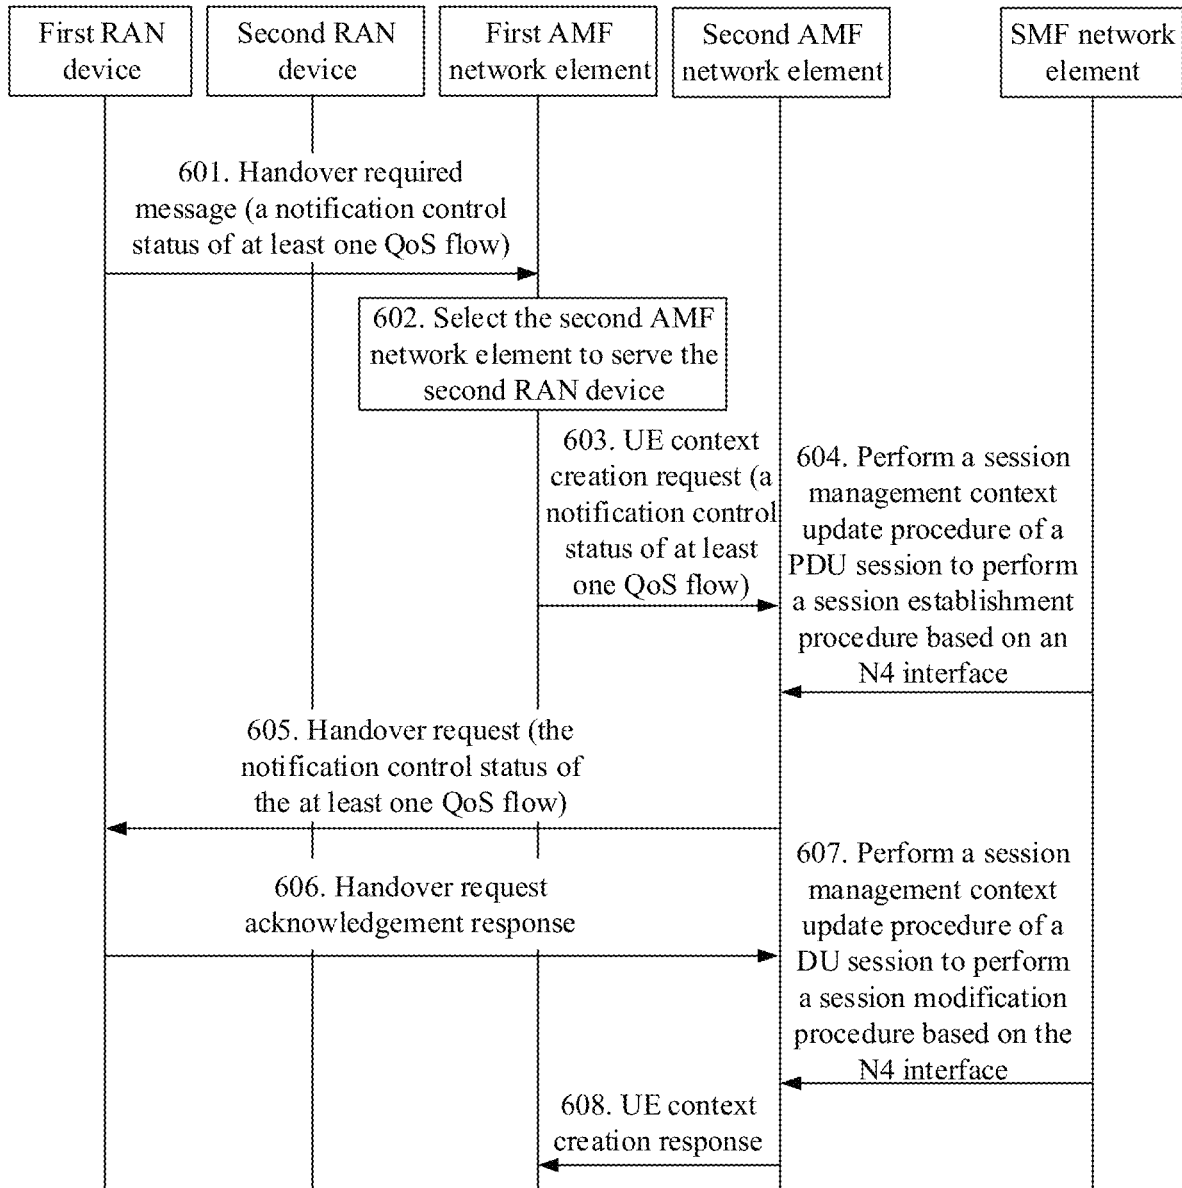 First RAN
device
Second RAN
device
First AMF
network element
Second AMF
network element
SMF network
element
601. Handover required
message (a notification control
status of at least one QoS flow)
602. Select the second AMF
network element to serve the
second RAN device
603. UE context
creation request (a
notification control
status of at least
one QoS flow)
604. Perform a session
management context
update procedure of a
PDU session to perform
a session establishment
procedure based on an
N4 interface
605. Handover request (the
notification control status of
the at least one QoS flow)
606. Handover request
acknowledgement response
607. Perform a session
management context
update procedure of a
DU session to perform
a session modification
procedure based on the
N4 interface
608. UE context
creation response